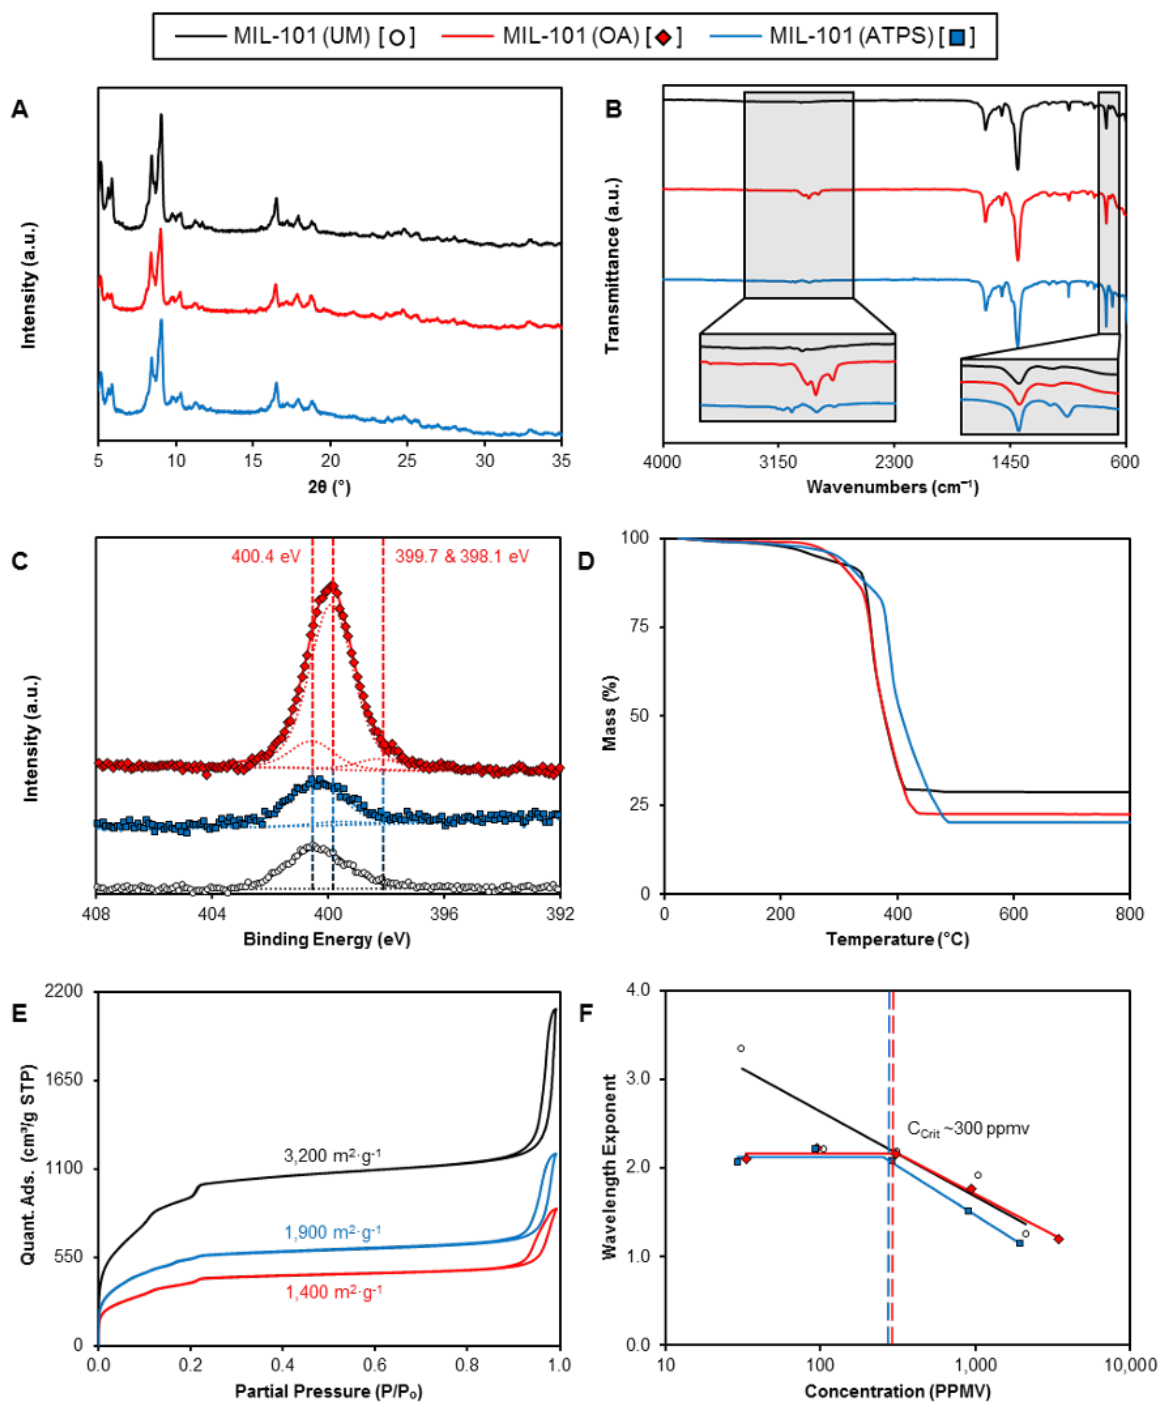 MIL-101 (UM) [ ] MIL-101 (OA) [ ] MIL-101 (ATPS) [ ]
A
Intensity (a.u.)
5 10 15 20 25 30 35
2θ (°)
B
Transmittance (a.u.)
4000 3150 2300 1450 600
Wavenumbers (cm⁻¹)
C
400.4 eV
399.7 & 398.1 eV
Intensity (a.u.)
408 404 400 396 392
Binding Energy (eV)
D
100
75
50
25
0
Mass (%)
0 200 400 600 800
Temperature (°C)
E
2200
1650
1100
550
0
Quant. Ads. (cm³/g STP)
3,200 m²·g⁻¹
1,900 m²·g⁻¹
1,400 m²·g⁻¹
0.0 0.2 0.4 0.6 0.8 1.0
Partial Pressure (P/P₀)
F
4.0
3.0
2.0
1.0
0.0
Wavelength Exponent
C_Crit ~300 ppmv
10 100 1,000 10,000
Concentration (PPMV)